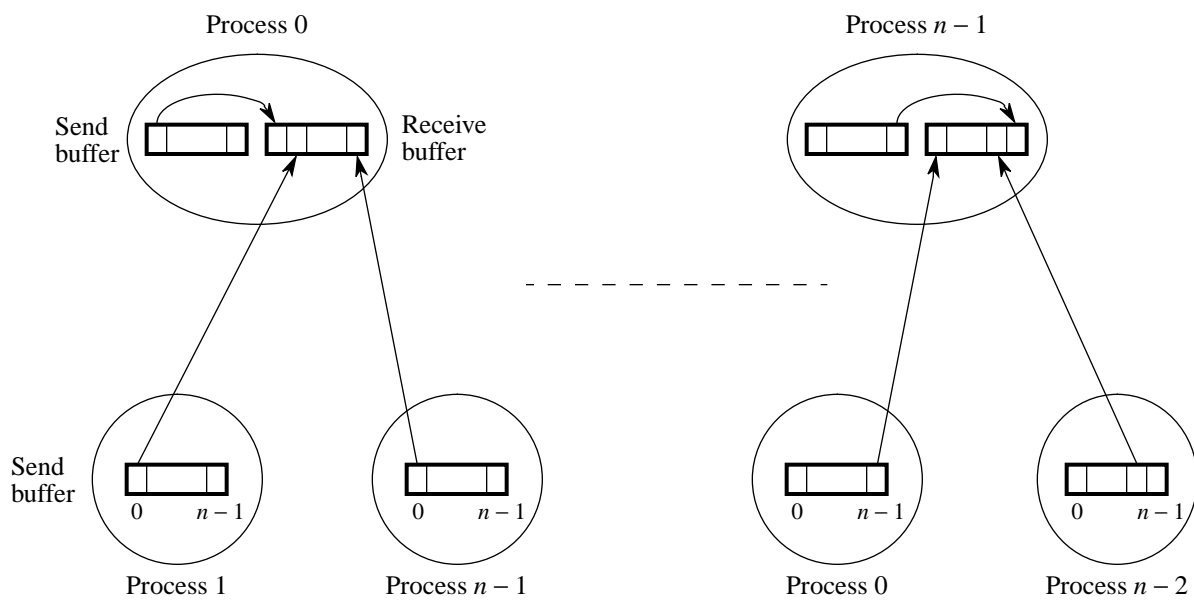 Process 0
Process n – 1
Send
buffer
Receive
buffer
Send
buffer
0
n – 1
0
n – 1
0
n – 1
0
n – 1
Process 1
Process n – 1
Process 0
Process n – 2